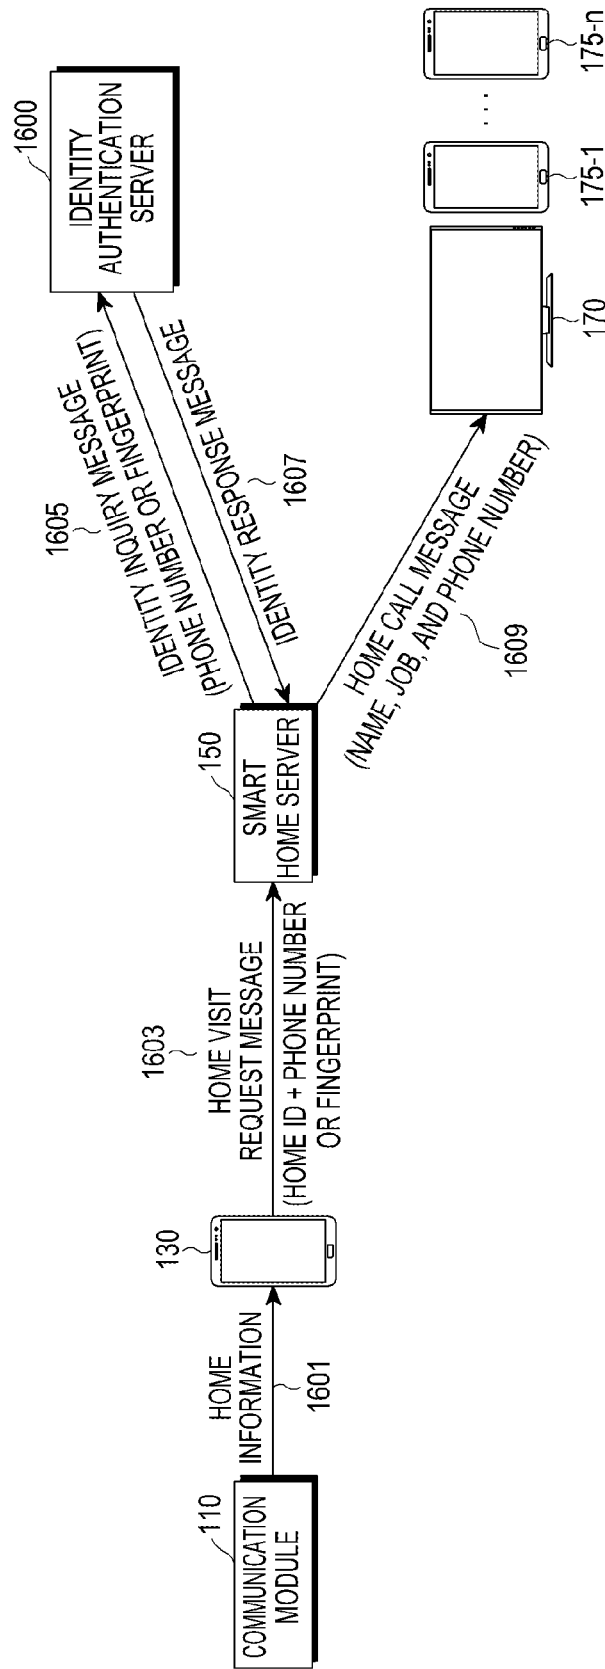 110
COMMUNICATION
MODULE
HOME
INFORMATION
1601
130
1603
HOME VISIT
REQUEST MESSAGE
(HOME ID + PHONE NUMBER
OR FINGERPRINT)
150
SMART
HOME SERVER
1605
IDENTITY INQUIRY MESSAGE
(PHONE NUMBER OR FINGERPRINT)
IDENTITY RESPONSE MESSAGE
1607
1600
IDENTITY
AUTHENTICATION
SERVER
HOME CALL MESSAGE
(NAME, JOB, AND PHONE NUMBER)
1609
170
175-1
....
175-n